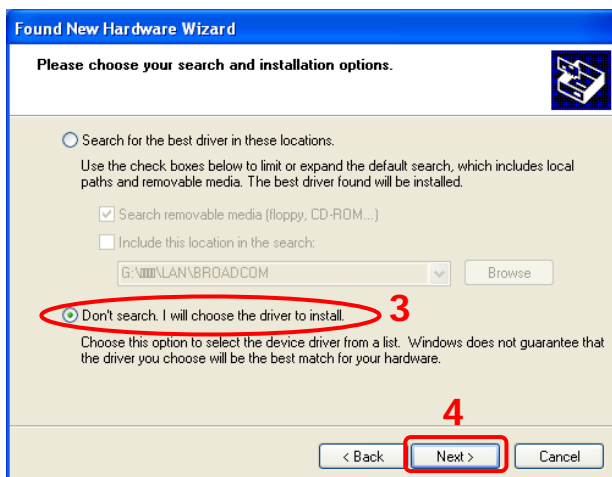 Found New Hardware Wizard
Please choose your search and installation options.
Search for the best driver in these locations.
Use the check boxes below to limit or expand the default search, which includes local
paths and removable media. The best driver found will be installed.
Search removable media (floppy, CD-ROM...)
Include this location in the search:
\LAN\BROADCOM
Browse
Don't search. I will choose the driver to install.
3
Choose this option to select the device driver from a list. Windows does not guarantee that
the driver you choose will be the best match for your hardware.
4
< Back
Next >
Cancel